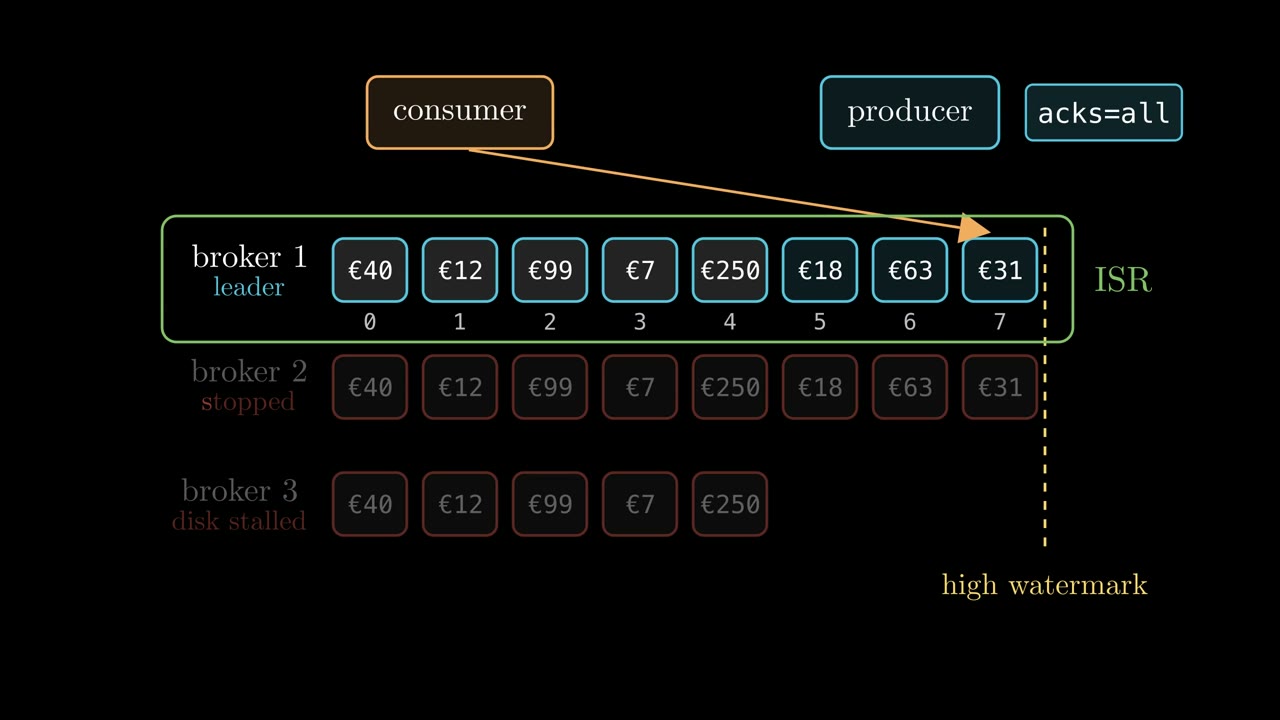 consumer
producer
acks=all
broker 1
leader
€40 €12 €99 €7 €250 €18 €63 €31
0 1 2 3 4 5 6 7
ISR
broker 2
stopped
€40 €12 €99 €7 €250 €18 €63 €31
broker 3
disk stalled
€40 €12 €99 €7 €250
high watermark